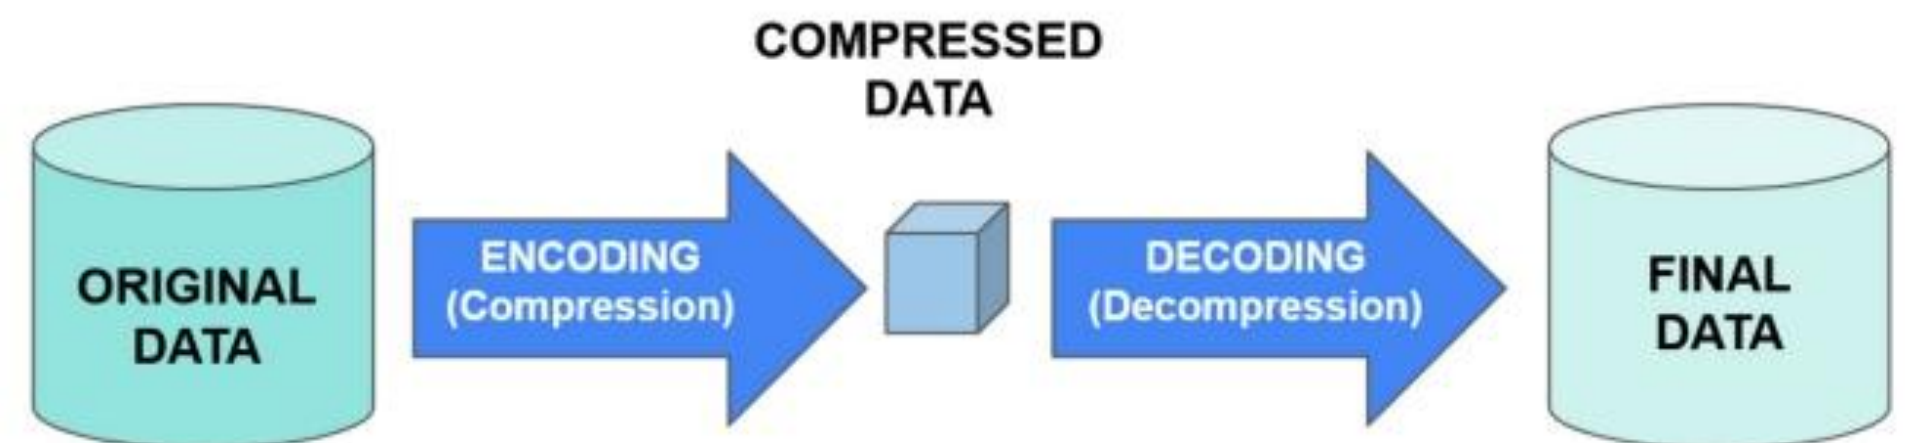 COMPRESSED
DATA
ORIGINAL
DATA
ENCODING
(Compression)
DECODING
(Decompression)
FINAL
DATA